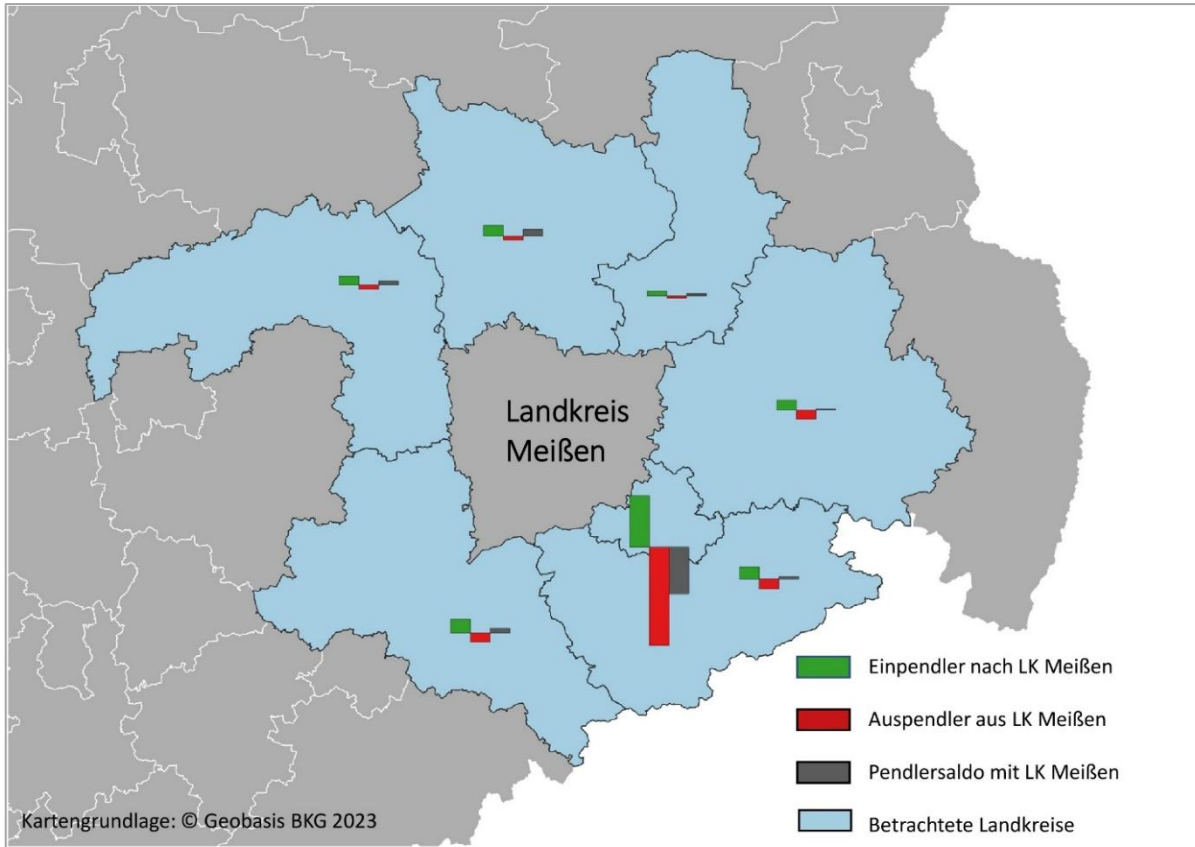 Landkreis
Meißen
Einpendler nach LK Meißen
Auspendler aus LK Meißen
Pendlersaldo mit LK Meißen
Betrachtete Landkreise
Kartengrundlage: © Geobasis BKG 2023